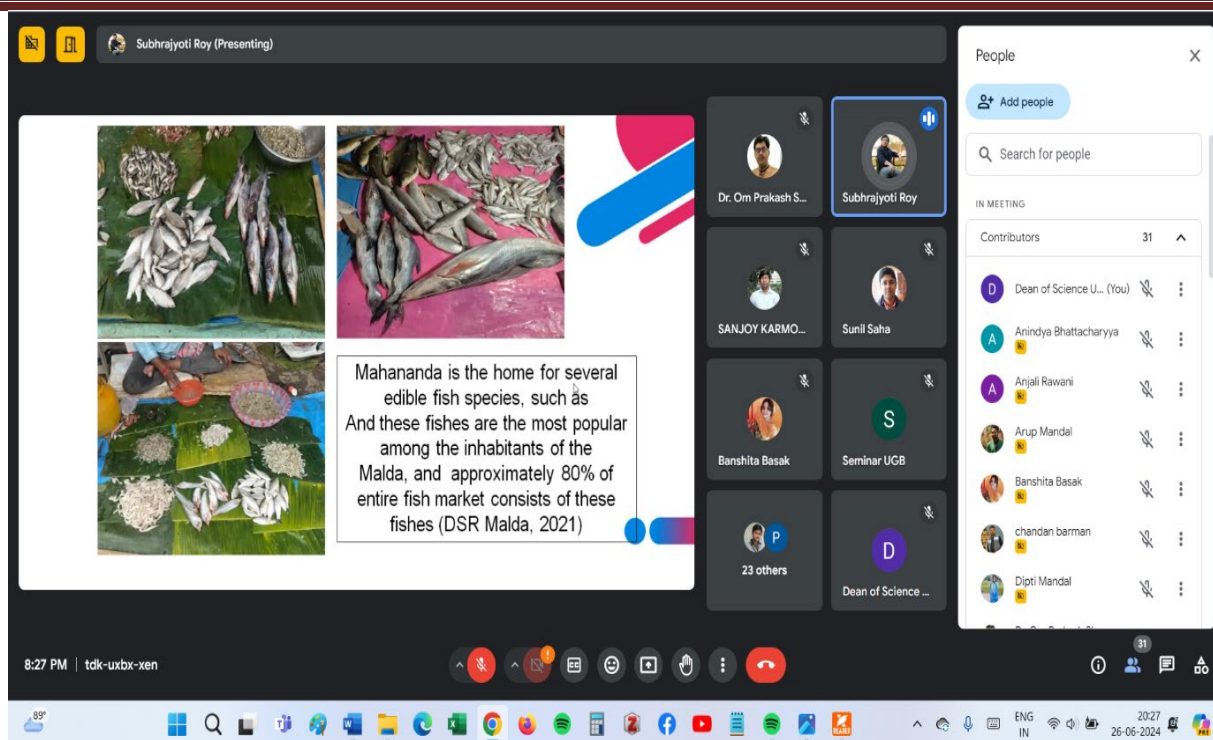 Subhrajyoti Roy (Presenting)
Mahananda is the home for several
edible fish species, such as
And these fishes are the most popular
among the inhabitants of the
Malda, and approximately 80% of
entire fish market consists of these
fishes (DSR Malda, 2021)
Dr. Om Prakash S...
Subhrajyoti Roy
SANJOY KARMO...
Sunil Saha
Banshita Basak
S
Seminar UGB
P
23 others
D
Dean of Science ...
People
Add people
Search for people
IN MEETING
Contributors 31
D Dean of Science U... (You)
A Anindya Bhattacharyya
A Anjali Rawani
Arup Mandal
Banshita Basak
chandan barman
Dipti Mandal
8:27 PM | tdk-uxbx-xen
CC
31
89°
ENG
IN
20:27
26-06-2024
PRE